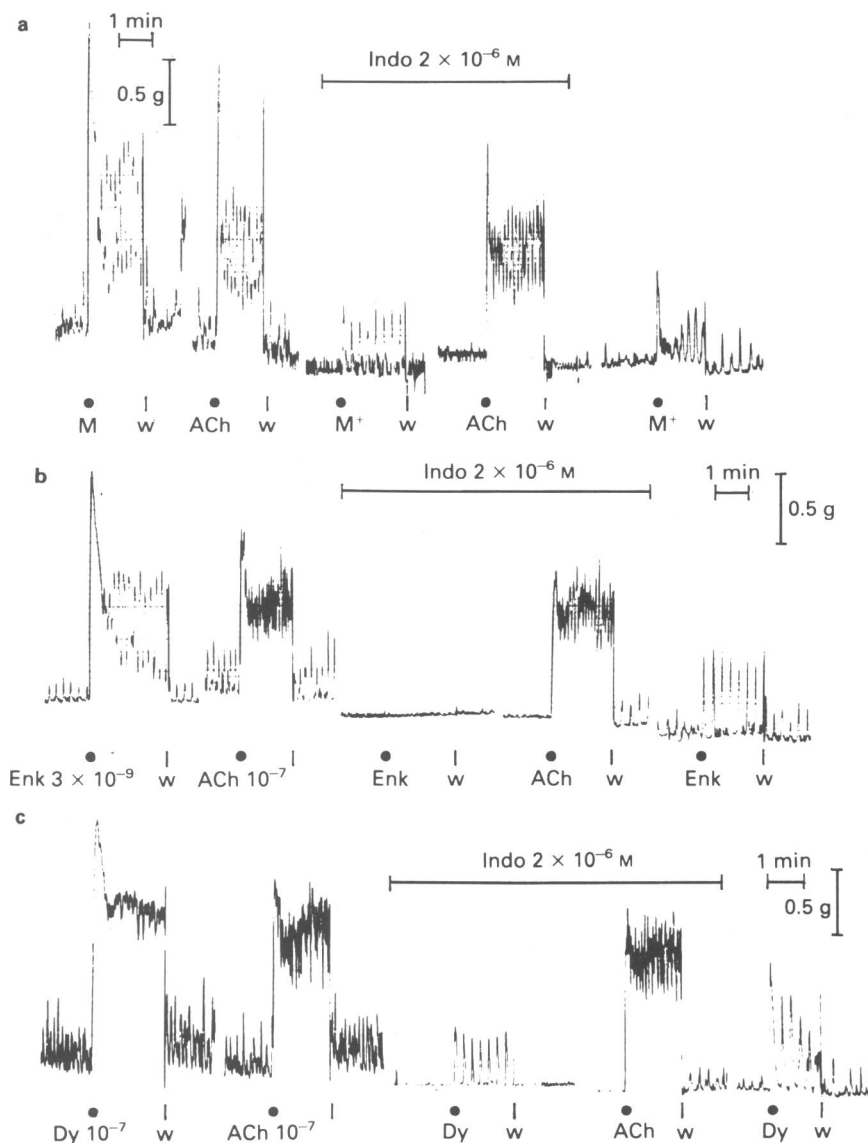 a
1 min
0.5 g
Indo 2 × 10⁻⁶ M
M w ACh w M⁺ w ACh w M⁺ w
b
Indo 2 × 10⁻⁶ M
1 min
0.5 g
Enk 3 × 10⁻⁹ w ACh 10⁻⁷ Enk w ACh w Enk w
c
Indo 2 × 10⁻⁶ M
1 min
0.5 g
Dy 10⁻⁷ w ACh 10⁻⁷ Dy w ACh w Dy w